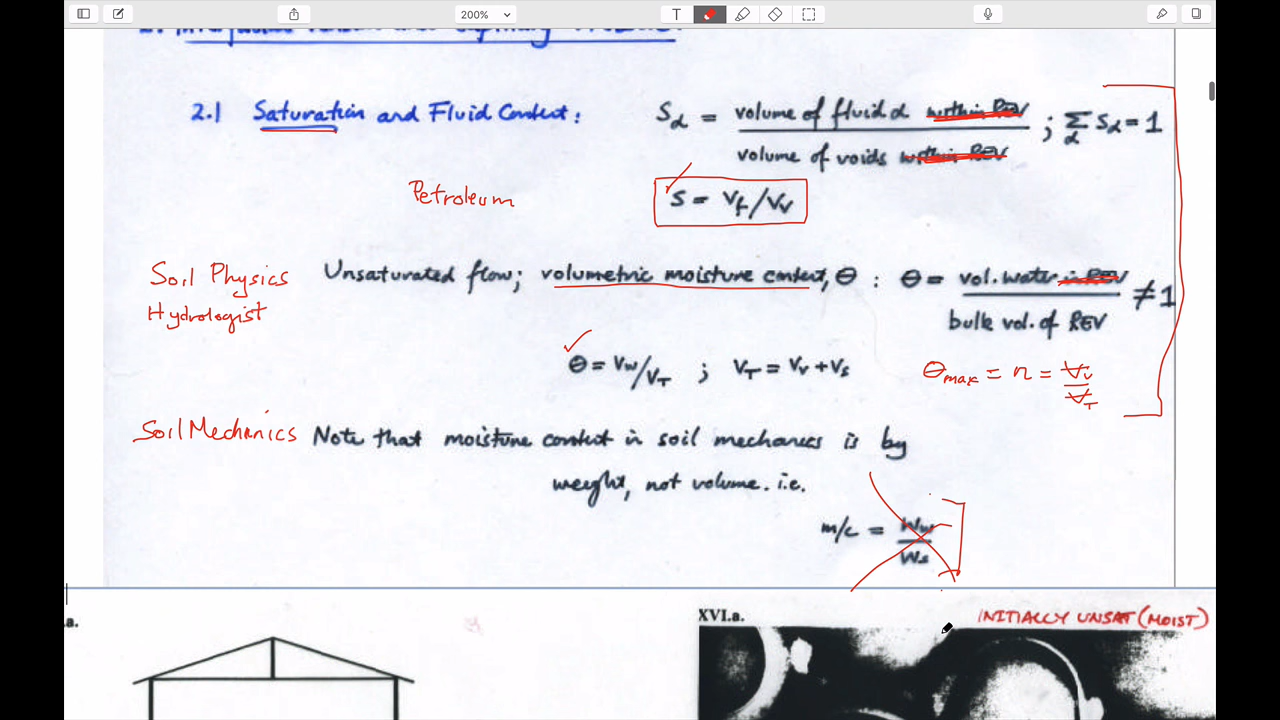 200%
T
2.1 Saturation and Fluid Content:
Sα = volume of fluid α within REV / volume of voids within REV ; Σα Sα = 1
Petroleum
S = Vf/Vv
Soil Physics
Hydrologist
Unsaturated flow; volumetric moisture content, Θ : Θ = vol. water in REV / bulk vol. of REV ≠ 1
Θ = Vw/VT ; VT = Vv + Vs
Θmax = n = Vv/VT
Soil Mechanics
Note that moisture content in soil mechanics is by
weight, not volume. i.e.
m/c = Ww/Ws
.a.
XVI.a.
INITIALLY UNSAT (MOIST)